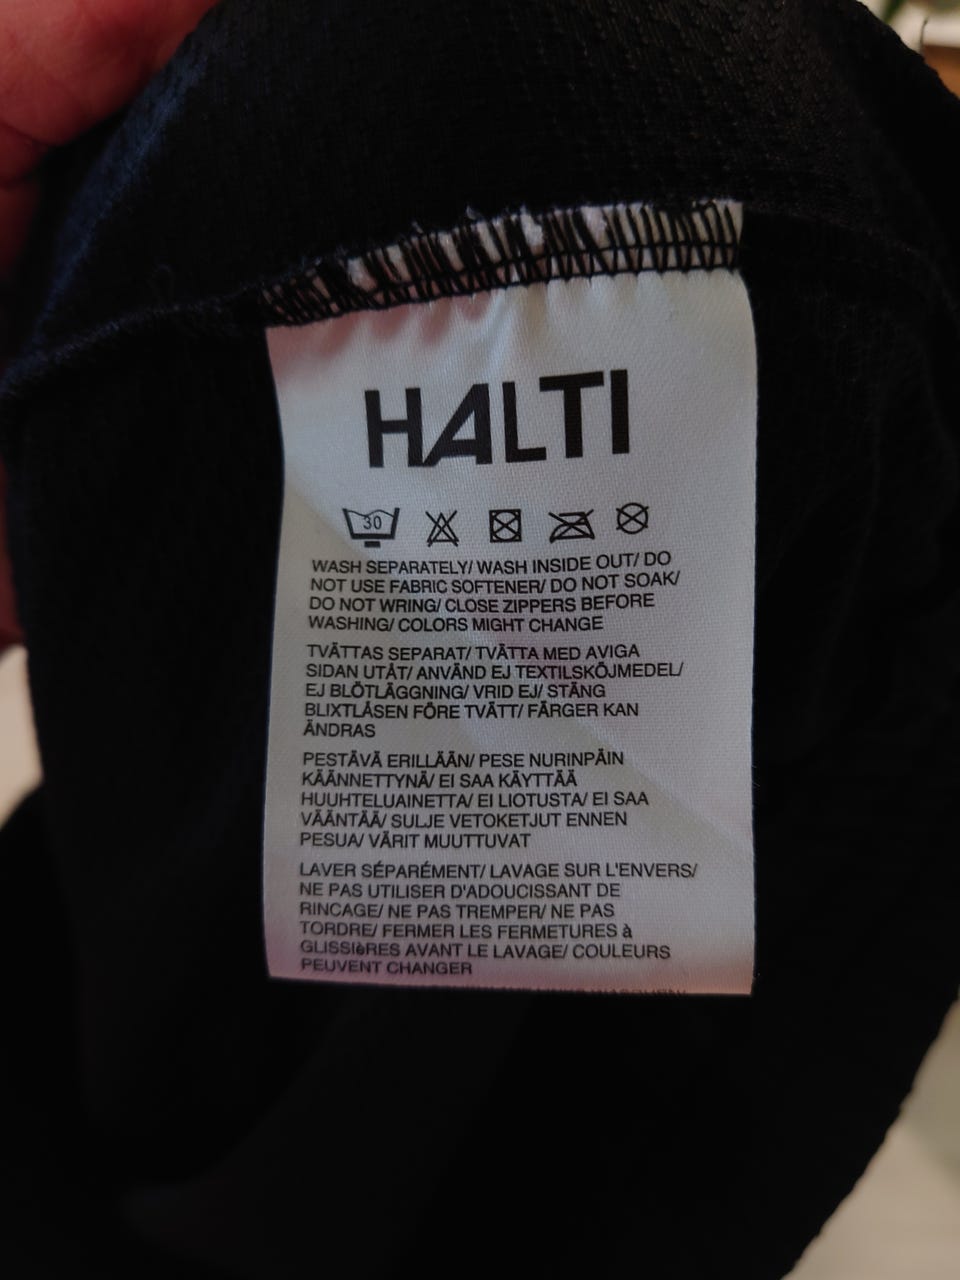 HALTI
30
WASH SEPARATELY/ WASH INSIDE OUT/ DO
NOT USE FABRIC SOFTENER/ DO NOT SOAK/
DO NOT WRING/ CLOSE ZIPPERS BEFORE
WASHING/ COLORS MIGHT CHANGE
TVÄTTAS SEPARAT/ TVÄTTA MED AVIGA
SIDAN UTÅT/ ANVÄND EJ TEXTILSKÖJMEDEL/
EJ BLÖTLÄGGNING/ VRID EJ/ STÄNG
BLIXTLÅSEN FÖRE TVÄTT/ FÄRGER KAN
ÄNDRAS
PESTÄVÄ ERILLÄÄN/ PESE NURINPÄIN
KÄÄNNETTYNÄ/ EI SAA KÄYTTÄÄ
HUUHTELUAINETTA/ EI LIOTUSTA/ EI SAA
VÄÄNTÄÄ/ SULJE VETOKETJUT ENNEN
PESUA/ VÄRIT MUUTTUVAT
LAVER SÉPARÉMENT/ LAVAGE SUR L'ENVERS/
NE PAS UTILISER D'ADOUCISSANT DE
RINCAGE/ NE PAS TREMPER/ NE PAS
TORDRE/ FERMER LES FERMETURES à
GLISSIèRES AVANT LE LAVAGE/ COULEURS
PEUVENT CHANGER